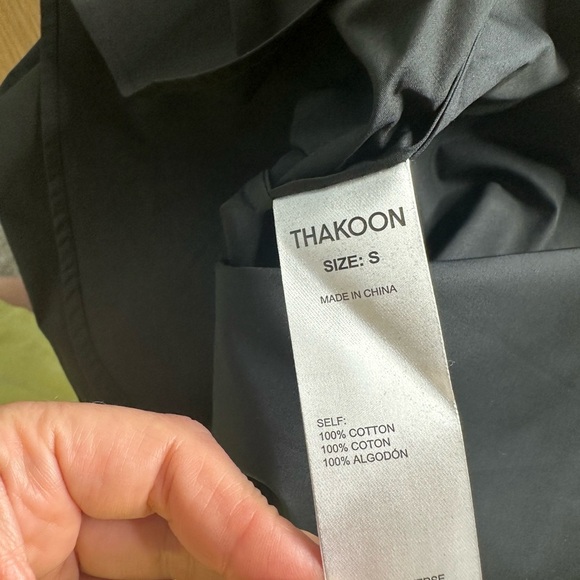 THAKOON
SIZE: S
MADE IN CHINA
SELF:
100% COTTON
100% COTON
100% ALGODÓN